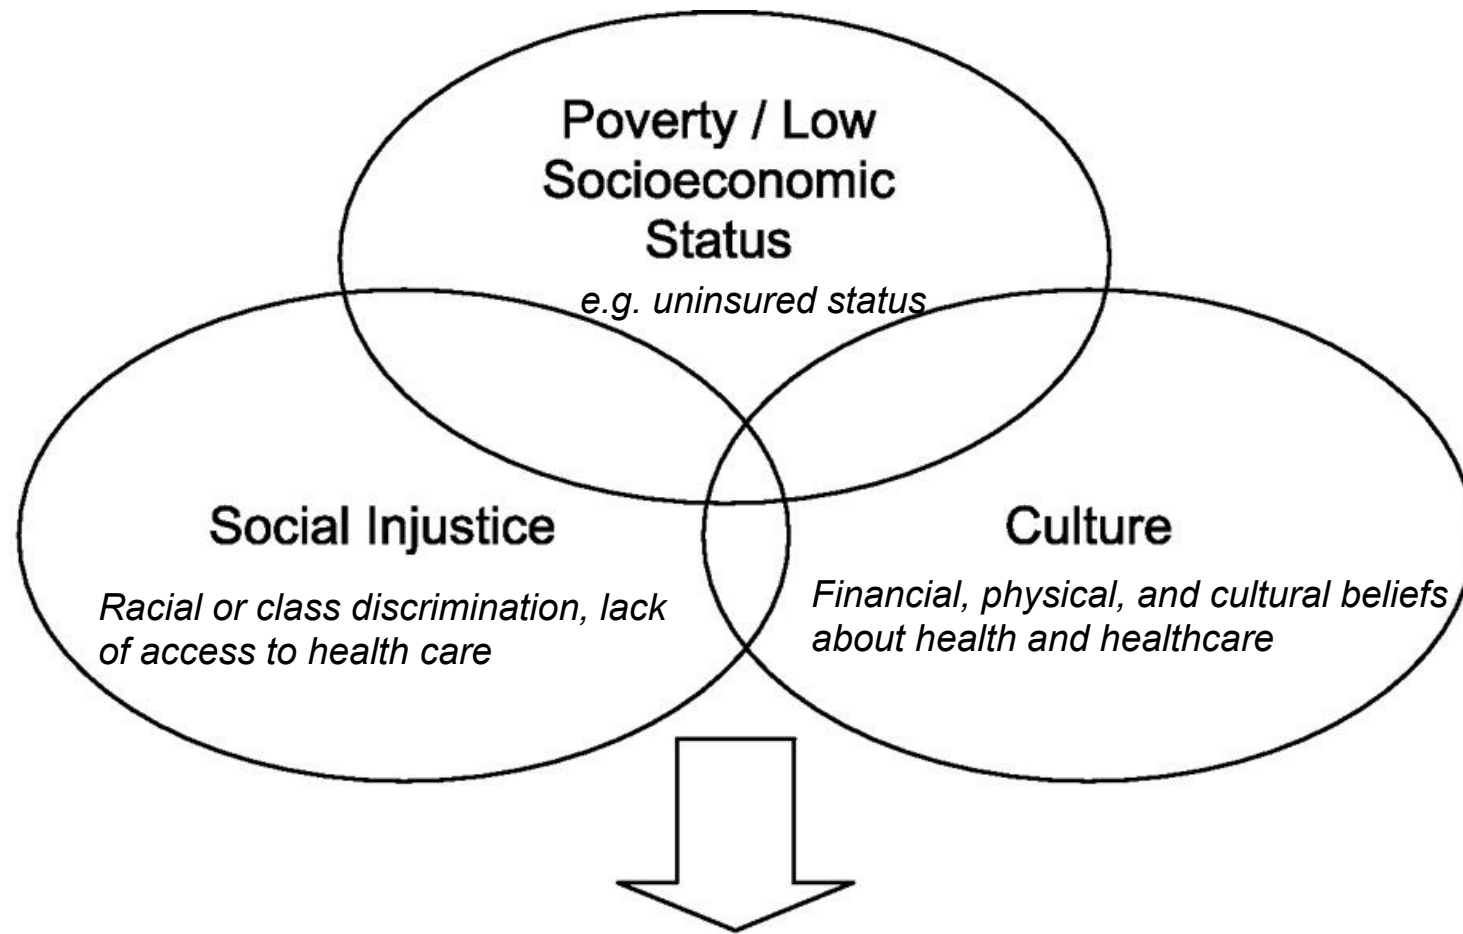 Poverty / Low
Socioeconomic
Status
e.g. uninsured status
Social Injustice
Racial or class discrimination, lack
of access to health care
Culture
Financial, physical, and cultural beliefs
about health and healthcare